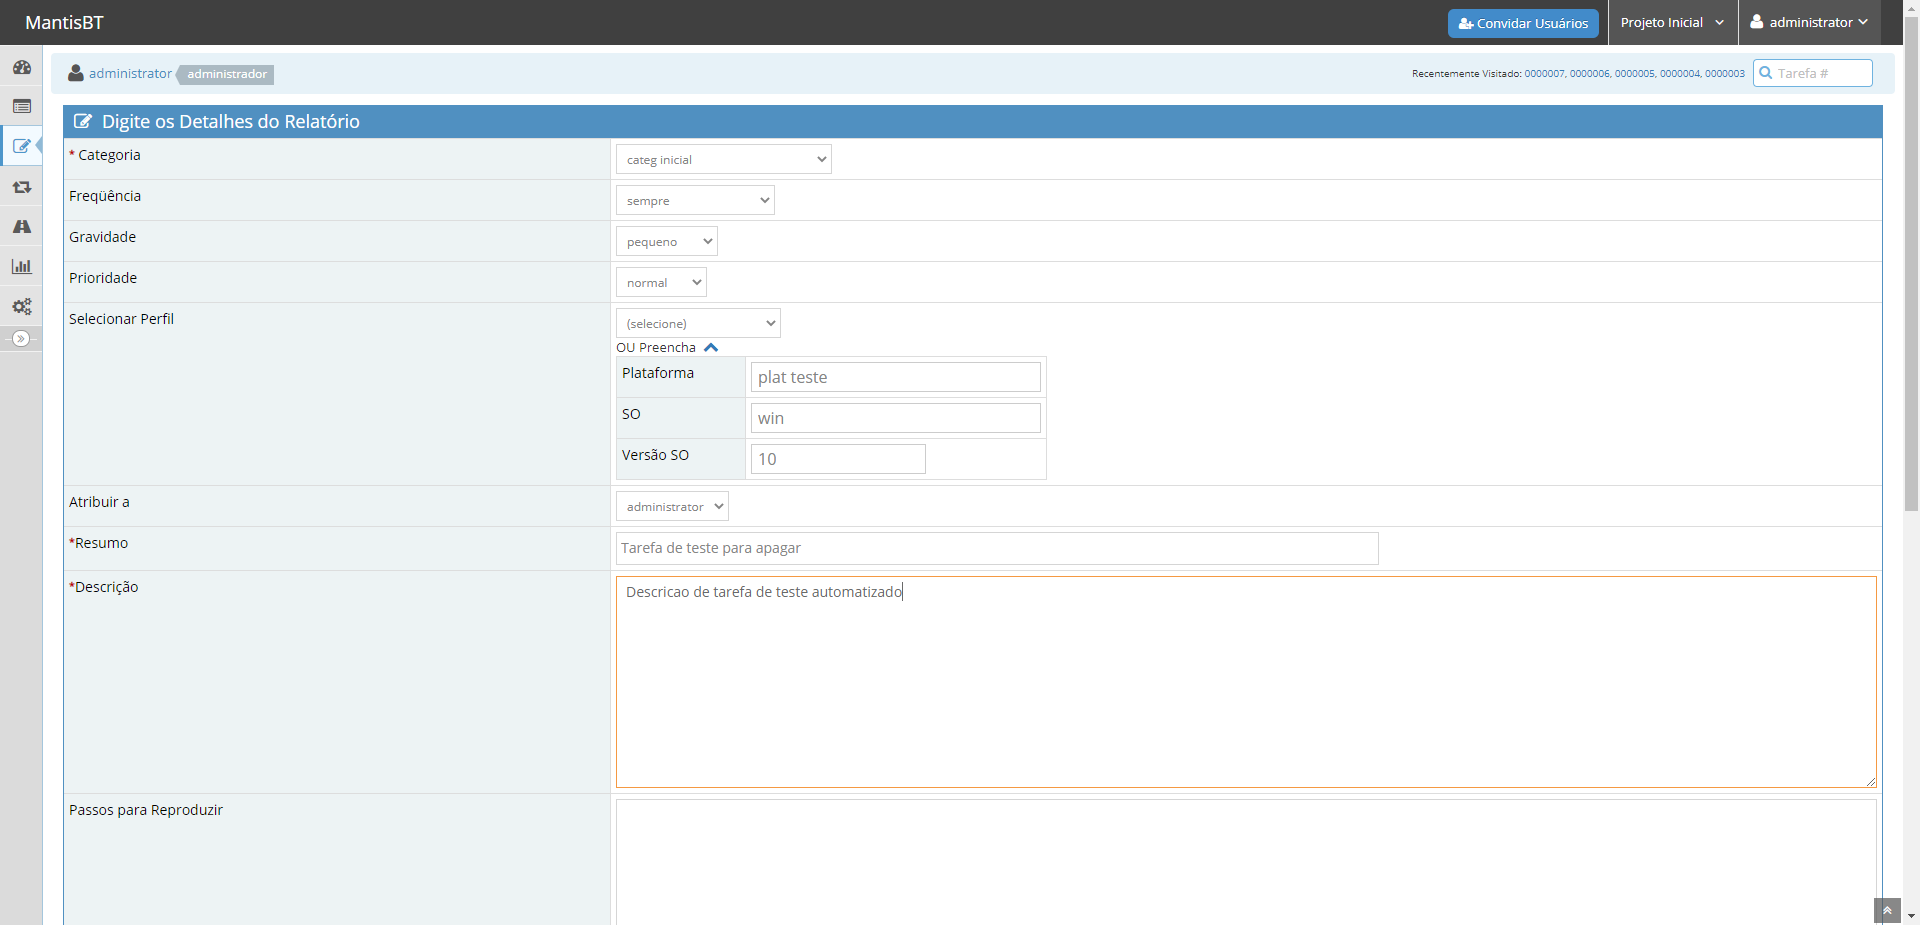 MantisBT
Convidar Usuários
Projeto Inicial
administrator
administrator
administrador
Recentemente Visitado: 0000007, 0000006, 0000005, 0000004, 0000003
Tarefa #
Digite os Detalhes do Relatório
* Categoria
categ inicial
Freqüência
sempre
Gravidade
pequeno
Prioridade
normal
Selecionar Perfil
(selecione)
OU Preencha
Plataforma
plat teste
SO
win
Versão SO
10
Atribuir a
administrator
*Resumo
Tarefa de teste para apagar
*Descrição
Descricao de tarefa de teste automatizado
Passos para Reproduzir